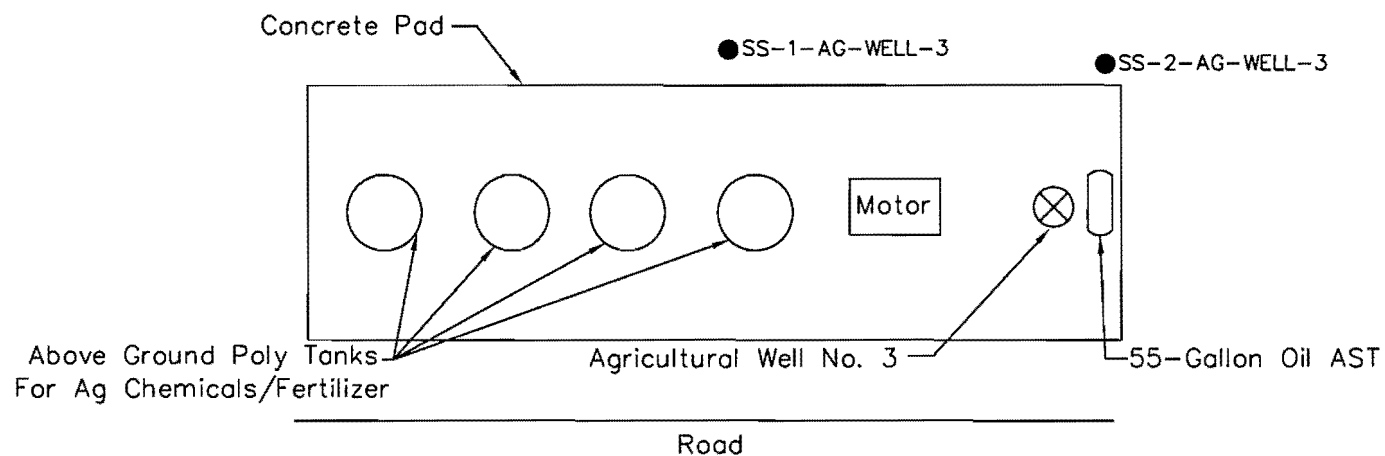 Concrete Pad
SS-1-AG-WELL-3
SS-2-AG-WELL-3
Motor
Above Ground Poly Tanks
For Ag Chemicals/Fertilizer
Agricultural Well No. 3
55-Gallon Oil AST
Road